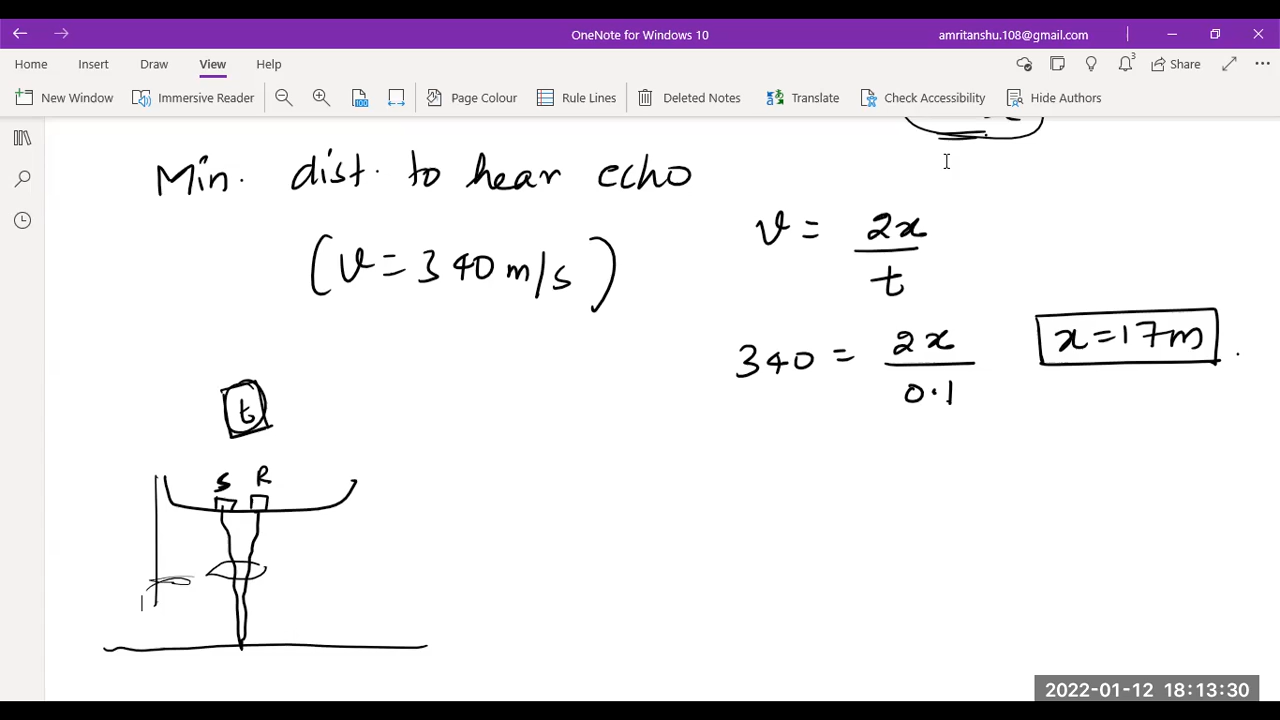 OneNote for Windows 10
amritanshu.108@gmail.com
Home Insert Draw View Help
3
Share
New Window Immersive Reader 100 Page Colour Rule Lines Deleted Notes Translate Check Accessibility Hide Authors
Min. dist. to hear echo
(v = 340 m/s)
v = 2x / t
340 = 2x / 0.1
x = 17m
t
S R
2022-01-12 18:13:30